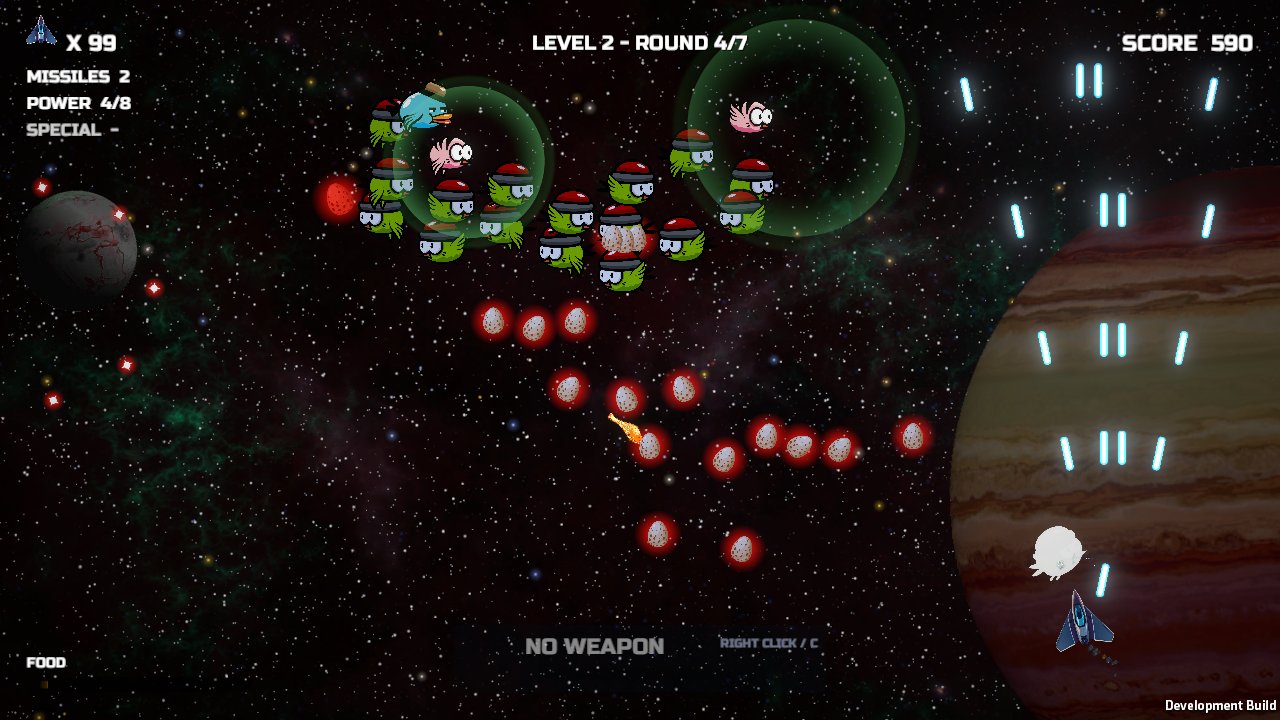 X 99
LEVEL 2 - ROUND 4/7
SCORE 590
MISSILES 2
POWER 4/8
SPECIAL -
NO WEAPON
RIGHT CLICK / C
FOOD
Development Build